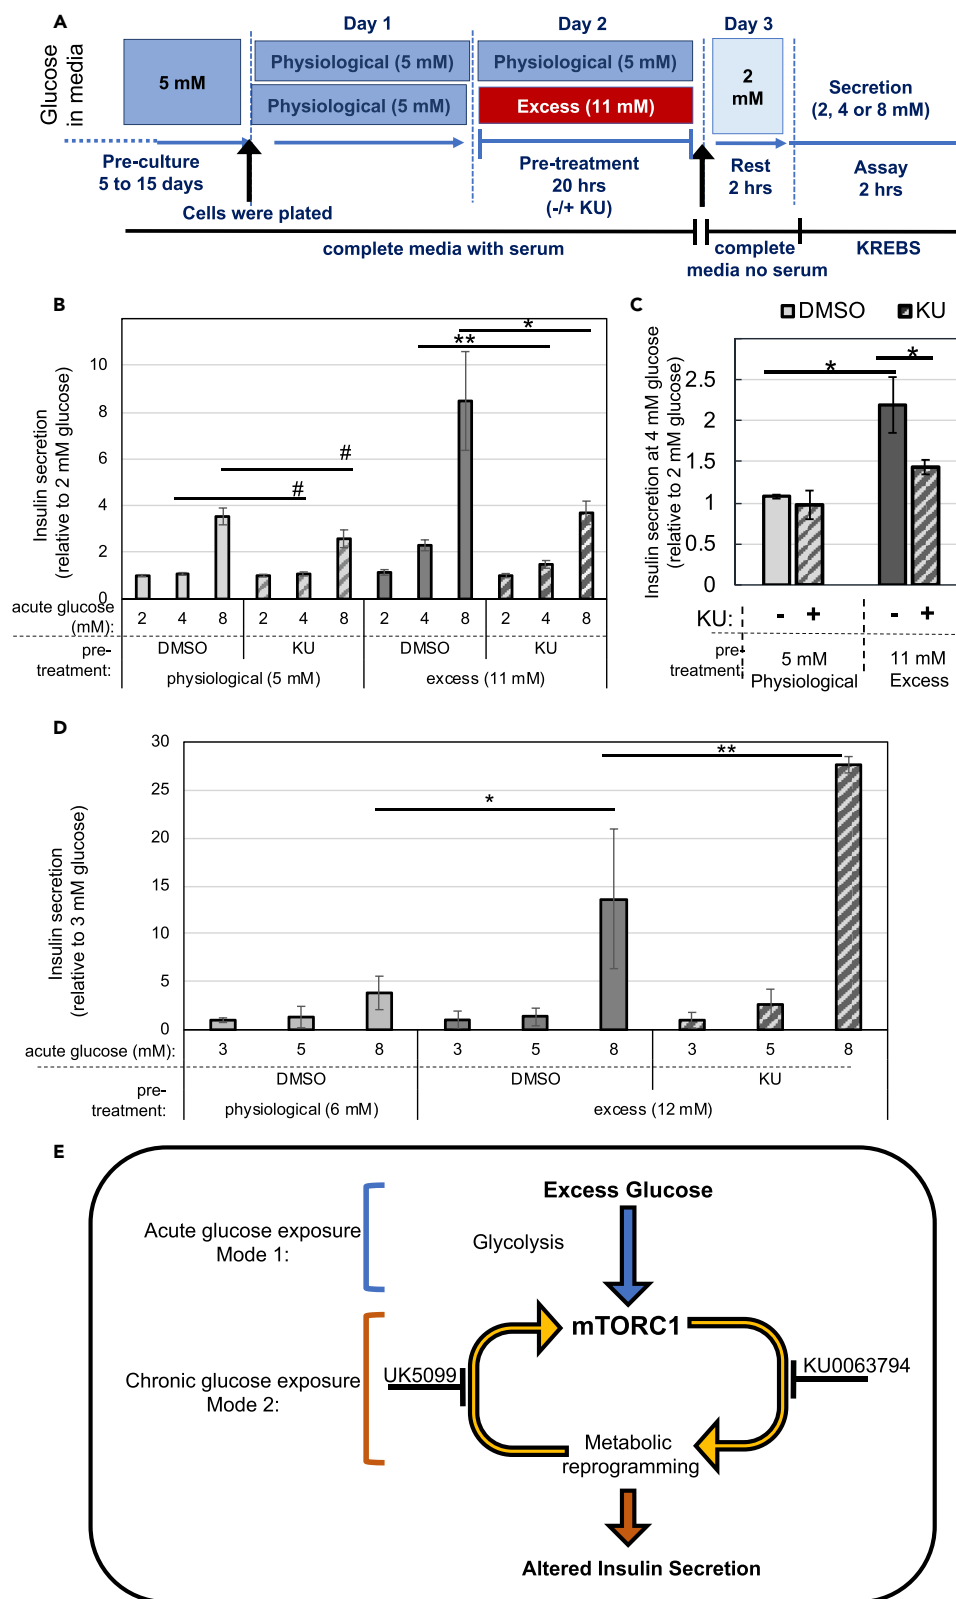 A
Day 1
Day 2
Day 3
Glucose
in media
5 mM
Physiological (5 mM)
Physiological (5 mM)
Physiological (5 mM)
Excess (11 mM)
2
mM
Secretion
(2, 4 or 8 mM)
Pre-culture
5 to 15 days
Cells were plated
Pre-treatment
20 hrs
(-/+ KU)
Rest
2 hrs
Assay
2 hrs
complete media with serum
complete
media no serum
KREBS
B
Insulin secretion
(relative to 2 mM glucose)
10
8
6
4
2
0
#
#
**
*
acute glucose
(mM):
2 4 8 2 4 8 2 4 8 2 4 8
pre-
treatment:
DMSO KU DMSO KU
physiological (5 mM) excess (11 mM)
C
DMSO KU
Insulin secretion at 4 mM glucose
(relative to 2 mM glucose)
2.5
2
1.5
1
0.5
0
*
*
KU: - + - +
pre-
treatment:
5 mM
Physiological
11 mM
Excess
D
Insulin secretion
(relative to 3 mM glucose)
30
25
20
15
10
5
0
*
**
acute glucose (mM): 3 5 8 3 5 8 3 5 8
pre-
treatment:
DMSO DMSO KU
physiological (6 mM) excess (12 mM)
E
Excess Glucose
Acute glucose exposure
Mode 1:
Glycolysis
mTORC1
UK5099
KU0063794
Chronic glucose exposure
Mode 2:
Metabolic
reprogramming
Altered Insulin Secretion